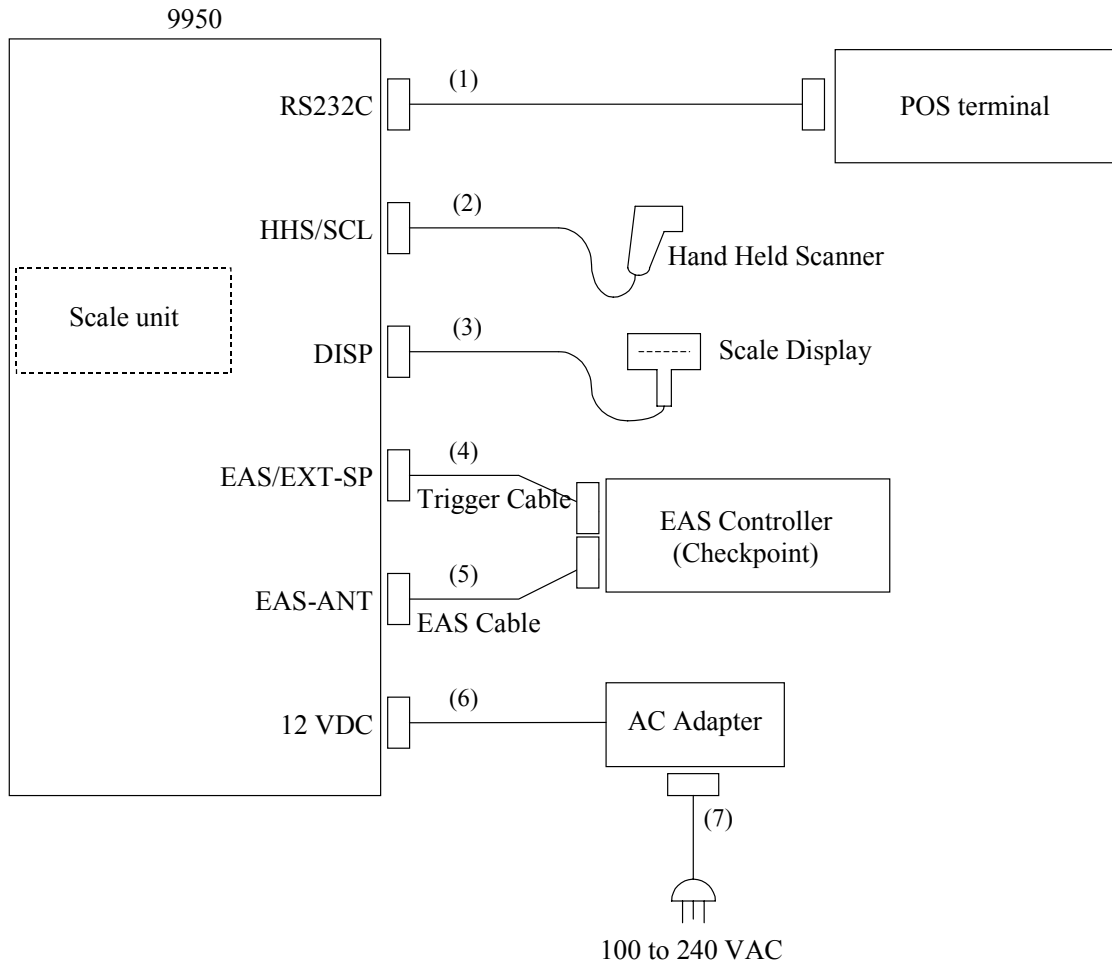 9950
RS232C
(1)
POS terminal
HHS/SCL
(2)
Hand Held Scanner
Scale unit
DISP
(3)
Scale Display
EAS/EXT-SP
(4)
Trigger Cable
EAS Controller
(Checkpoint)
EAS-ANT
(5)
EAS Cable
12 VDC
(6)
AC Adapter
(7)
100 to 240 VAC